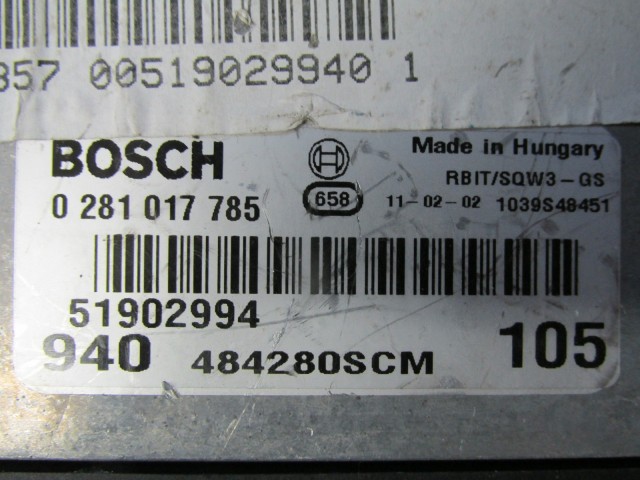 857 00519029940 1
BOSCH Made in Hungary
RBIT/SQW3-GS
0 281 017 785 658 11-02-02 1039S48451
51902994
940 484280SCM 105